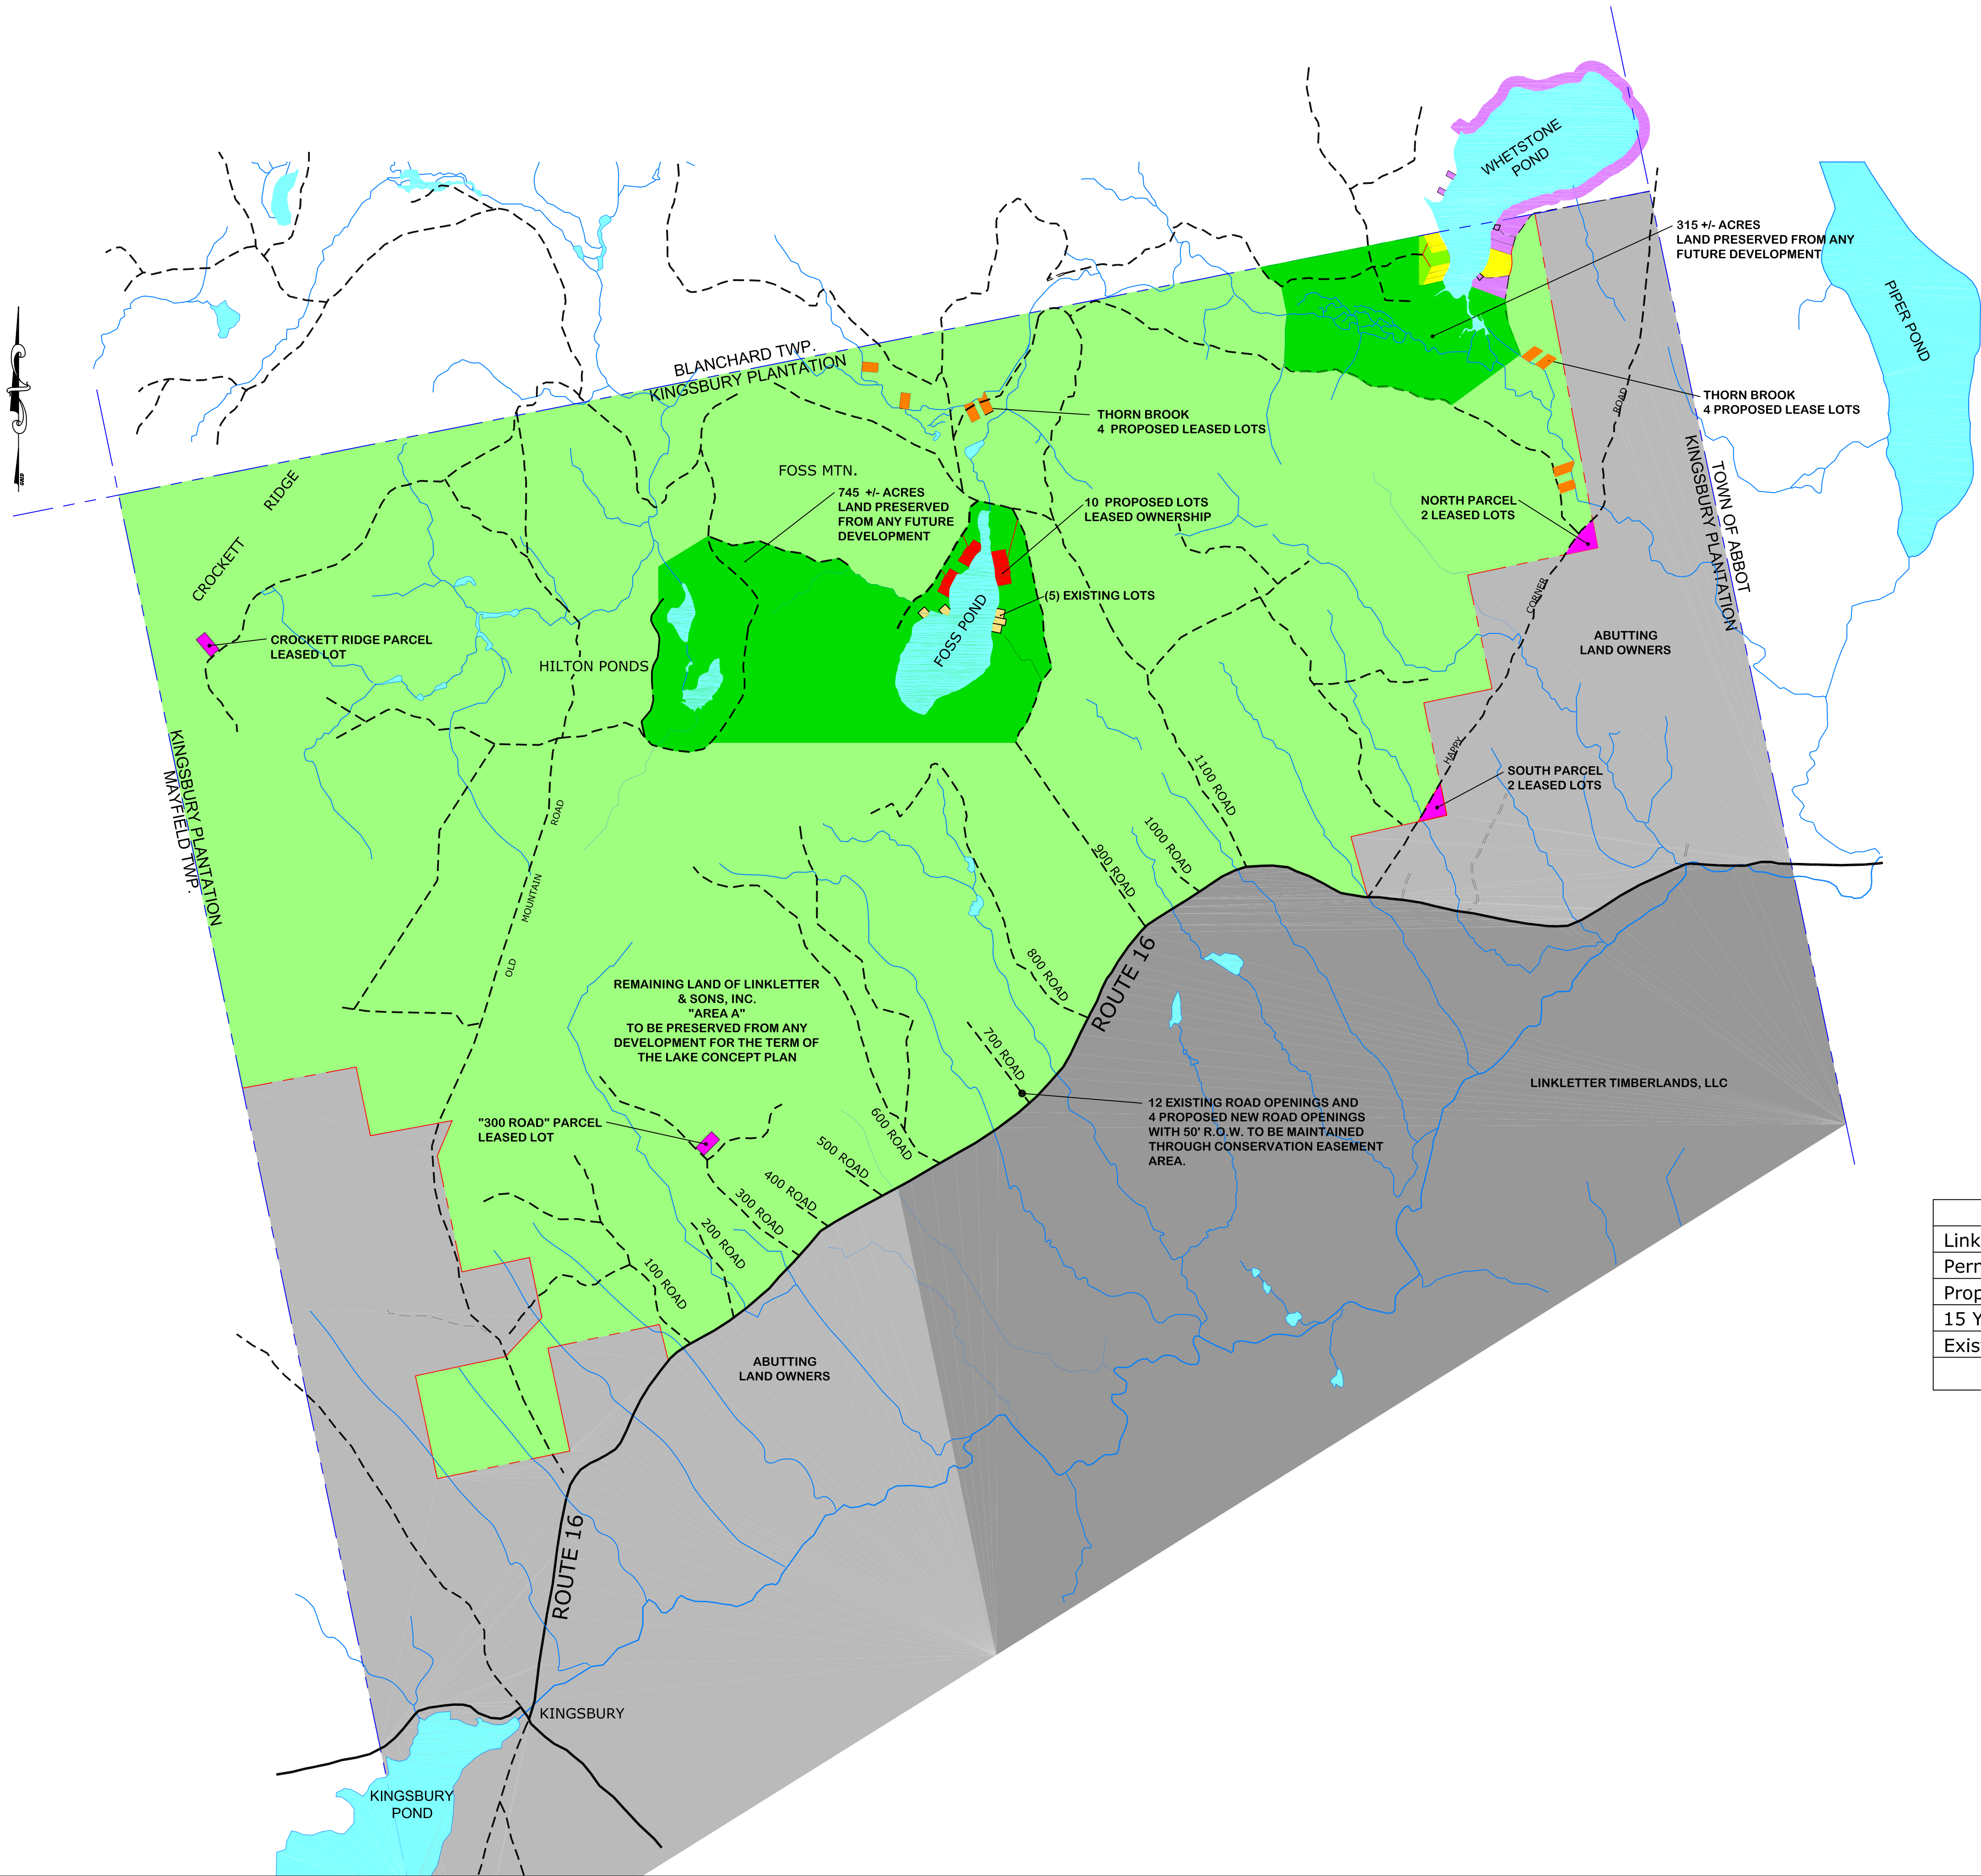 WHETSTONE
POND
315 +/- ACRES
LAND PRESERVED FROM ANY
FUTURE DEVELOPMENT
PIPER POND
BLANCHARD TWP.
KINGSBURY PLANTATION
THORN BROOK
4 PROPOSED LEASED LOTS
THORN BROOK
4 PROPOSED LEASE LOTS
ROAD
CORNER
HAPPY
TOWN OF ABBOT
KINGSBURY PLANTATION
RIDGE
CROCKETT
FOSS MTN.
745 +/- ACRES
LAND PRESERVED
FROM ANY FUTURE
DEVELOPMENT
10 PROPOSED LOTS
LEASED OWNERSHIP
NORTH PARCEL
2 LEASED LOTS
(5) EXISTING LOTS
FOSS POND
CROCKETT RIDGE PARCEL
LEASED LOT
HILTON PONDS
ABUTTING
LAND OWNERS
KINGSBURY PLANTATION
MAYFIELD TWP.
SOUTH PARCEL
2 LEASED LOTS
1100 ROAD
1000 ROAD
900 ROAD
800 ROAD
700 ROAD
600 ROAD
500 ROAD
400 ROAD
300 ROAD
200 ROAD
100 ROAD
OLD
MOUNTAIN
ROAD
ROUTE 16
REMAINING LAND OF LINKLETTER
& SONS, INC.
"AREA A"
TO BE PRESERVED FROM ANY
DEVELOPMENT FOR THE TERM OF
THE LAKE CONCEPT PLAN
LINKLETTER TIMBERLANDS, LLC
12 EXISTING ROAD OPENINGS AND
4 PROPOSED NEW ROAD OPENINGS
WITH 50' R.O.W. TO BE MAINTAINED
THROUGH CONSERVATION EASEMENT
AREA.
"300 ROAD" PARCEL
LEASED LOT
ABUTTING
LAND OWNERS
ROUTE 16
KINGSBURY
KINGSBURY
POND
Link
Perr
Prop
15 Y
Exis